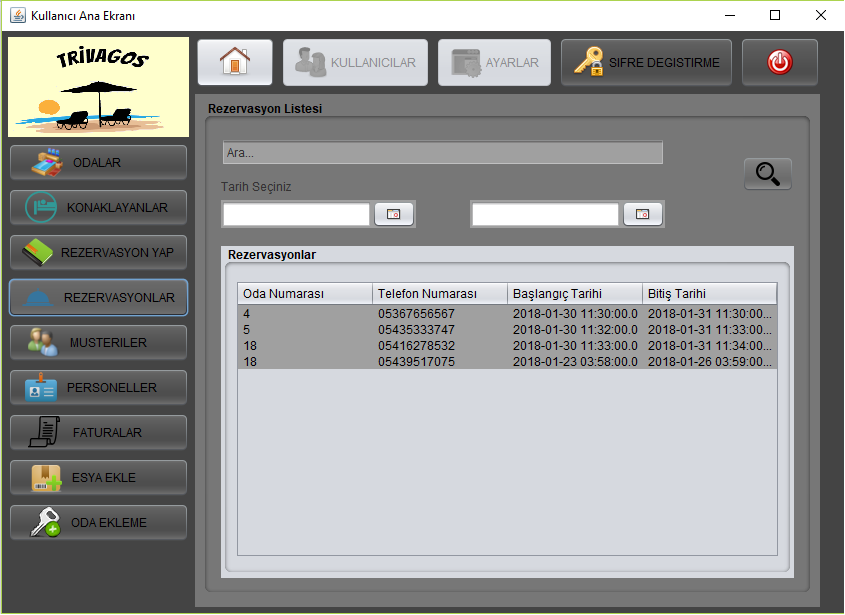 Kullanıcı Ana Ekranı
TRİVAGOS
KULLANICILAR
AYARLAR
SIFRE DEGISTIRME
ODALAR
KONAKLAYANLAR
REZERVASYON YAP
REZERVASYONLAR
MUSTERILER
PERSONELLER
FATURALAR
ESYA EKLE
ODA EKLEME
Rezervasyon Listesi
Ara...
Tarih Seçiniz
Rezervasyonlar
Oda Numarası Telefon Numarası Başlangıç Tarihi Bitiş Tarihi
4 05367656567 2018-01-30 11:30:00.0 2018-01-31 11:30:00...
5 05435333747 2018-01-30 11:32:00.0 2018-01-31 11:33:00...
18 05416278532 2018-01-30 11:33:00.0 2018-01-31 11:34:00...
18 05439517075 2018-01-23 03:58:00.0 2018-01-26 03:59:00...